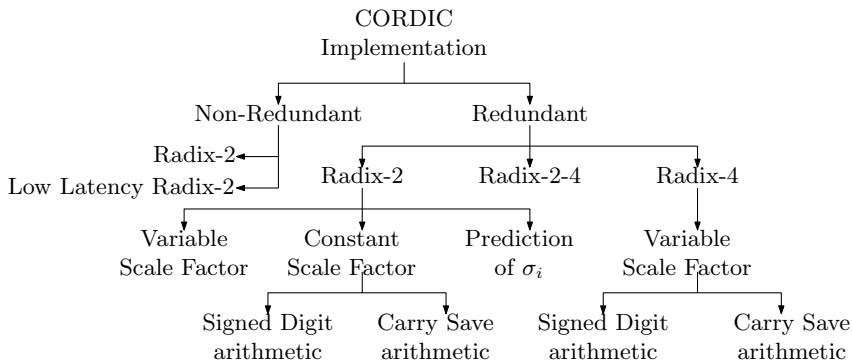 CORDIC
Implementation
Non-Redundant
Redundant
Radix-2
Low Latency Radix-2
Radix-2
Radix-2-4
Radix-4
Variable
Scale Factor
Constant
Scale Factor
Prediction
of σᵢ
Variable
Scale Factor
Signed Digit
arithmetic
Carry Save
arithmetic
Signed Digit
arithmetic
Carry Save
arithmetic